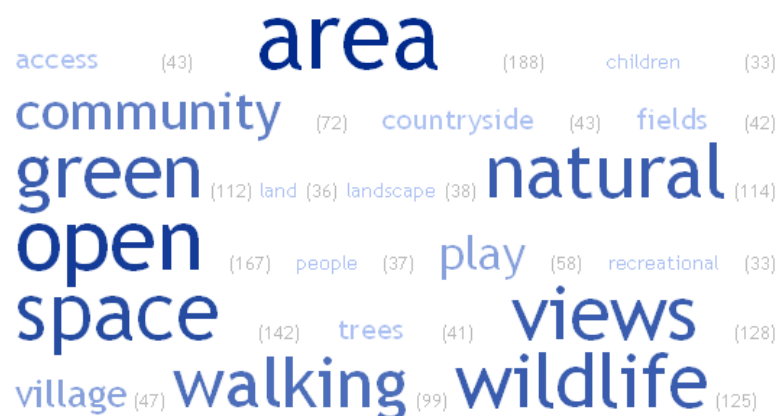 access (43) area (188) children (33)
community (72) countryside (43) fields (42)
green (112) land (36) landscape (38) natural (114)
open (167) people (37) play (58) recreational (33)
space (142) trees (41) views (128)
village (47) walking (99) wildlife (125)